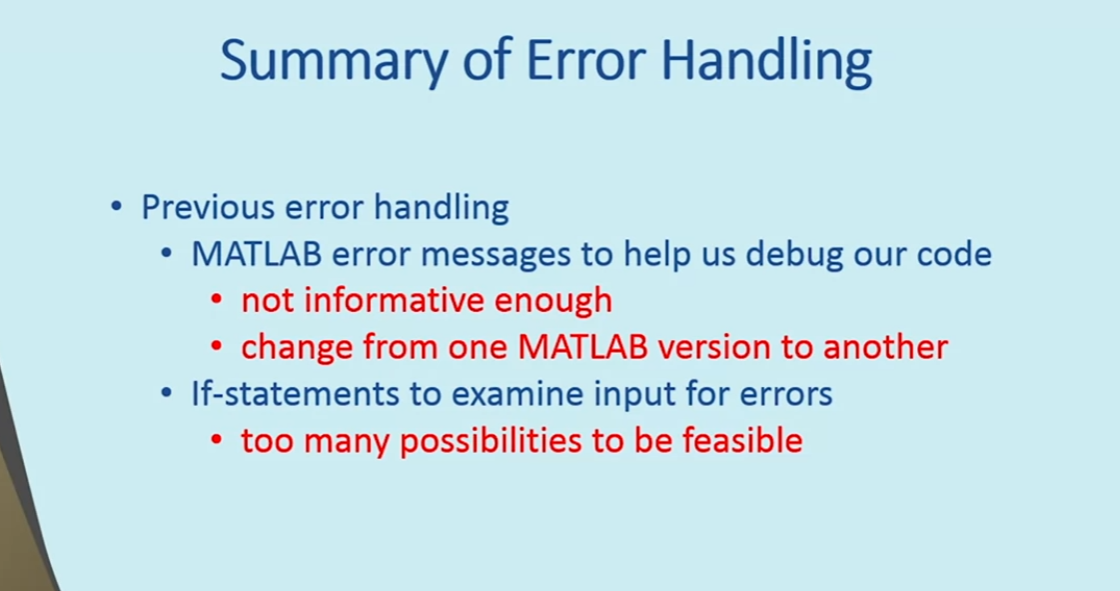 Summary of Error Handling
• Previous error handling
• MATLAB error messages to help us debug our code
• not informative enough
• change from one MATLAB version to another
• If-statements to examine input for errors
• too many possibilities to be feasible